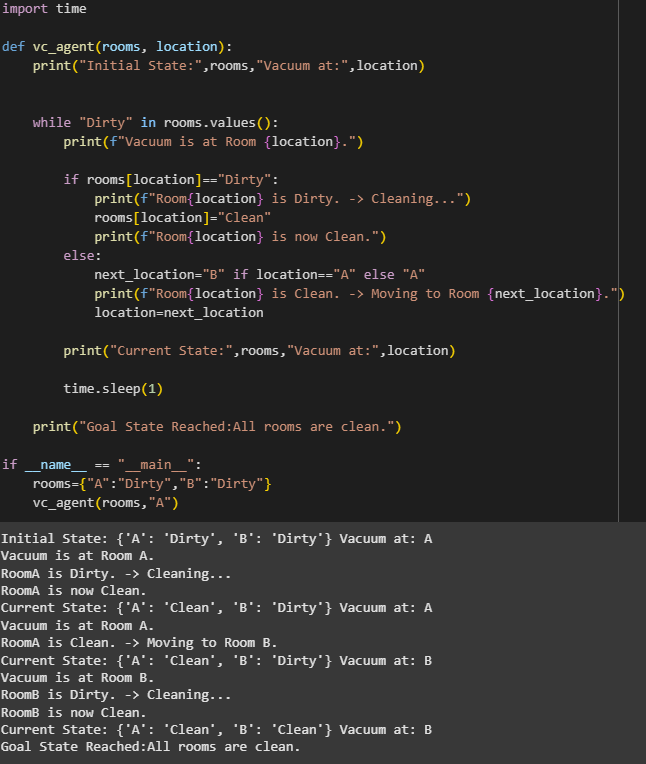 import time
def vc_agent(rooms, location):
    print("Initial State:",rooms,"Vacuum at:",location)
    while "Dirty" in rooms.values():
        print(f"Vacuum is at Room {location}.")
        if rooms[location]=="Dirty":
            print(f"Room{location} is Dirty. -> Cleaning...")
            rooms[location]="Clean"
            print(f"Room{location} is now Clean.")
        else:
            next_location="B" if location=="A" else "A"
            print(f"Room{location} is Clean. -> Moving to Room {next_location}.")
            location=next_location
        print("Current State:",rooms,"Vacuum at:",location)
        time.sleep(1)
    print("Goal State Reached:All rooms are clean.")
if __name__ == "__main__":
    rooms={"A":"Dirty","B":"Dirty"}
    vc_agent(rooms,"A")
Initial State: {'A': 'Dirty', 'B': 'Dirty'} Vacuum at: A
Vacuum is at Room A.
RoomA is Dirty. -> Cleaning...
RoomA is now Clean.
Current State: {'A': 'Clean', 'B': 'Dirty'} Vacuum at: A
Vacuum is at Room A.
RoomA is Clean. -> Moving to Room B.
Current State: {'A': 'Clean', 'B': 'Dirty'} Vacuum at: B
Vacuum is at Room B.
RoomB is Dirty. -> Cleaning...
RoomB is now Clean.
Current State: {'A': 'Clean', 'B': 'Clean'} Vacuum at: B
Goal State Reached:All rooms are clean.